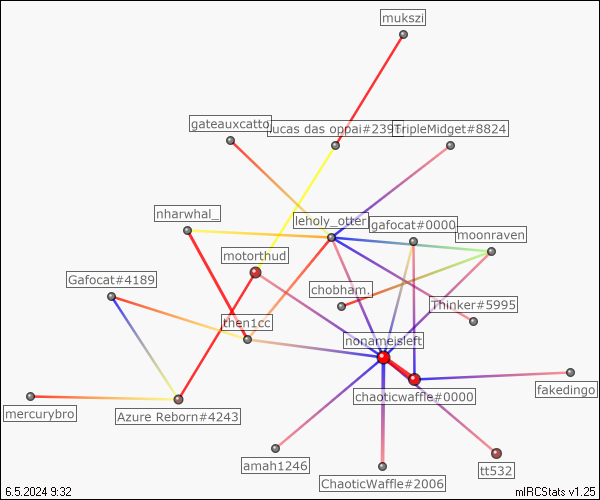 mukszi
gateauxcatto
lucas das oppai#239
TripleMidget#8824
nharwhal_
leholy_otter
gafocat#0000
moonraven
motorthud
Gafocat#4189
chobham.
Thinker#5995
then1cc
nonameisleft
fakedingo
chaoticwaffle#0000
mercurybro
Azure Reborn#4243
amah1246
tt532
ChaoticWaffle#2006
6.5.2024 9:32
mIRCStats v1.25